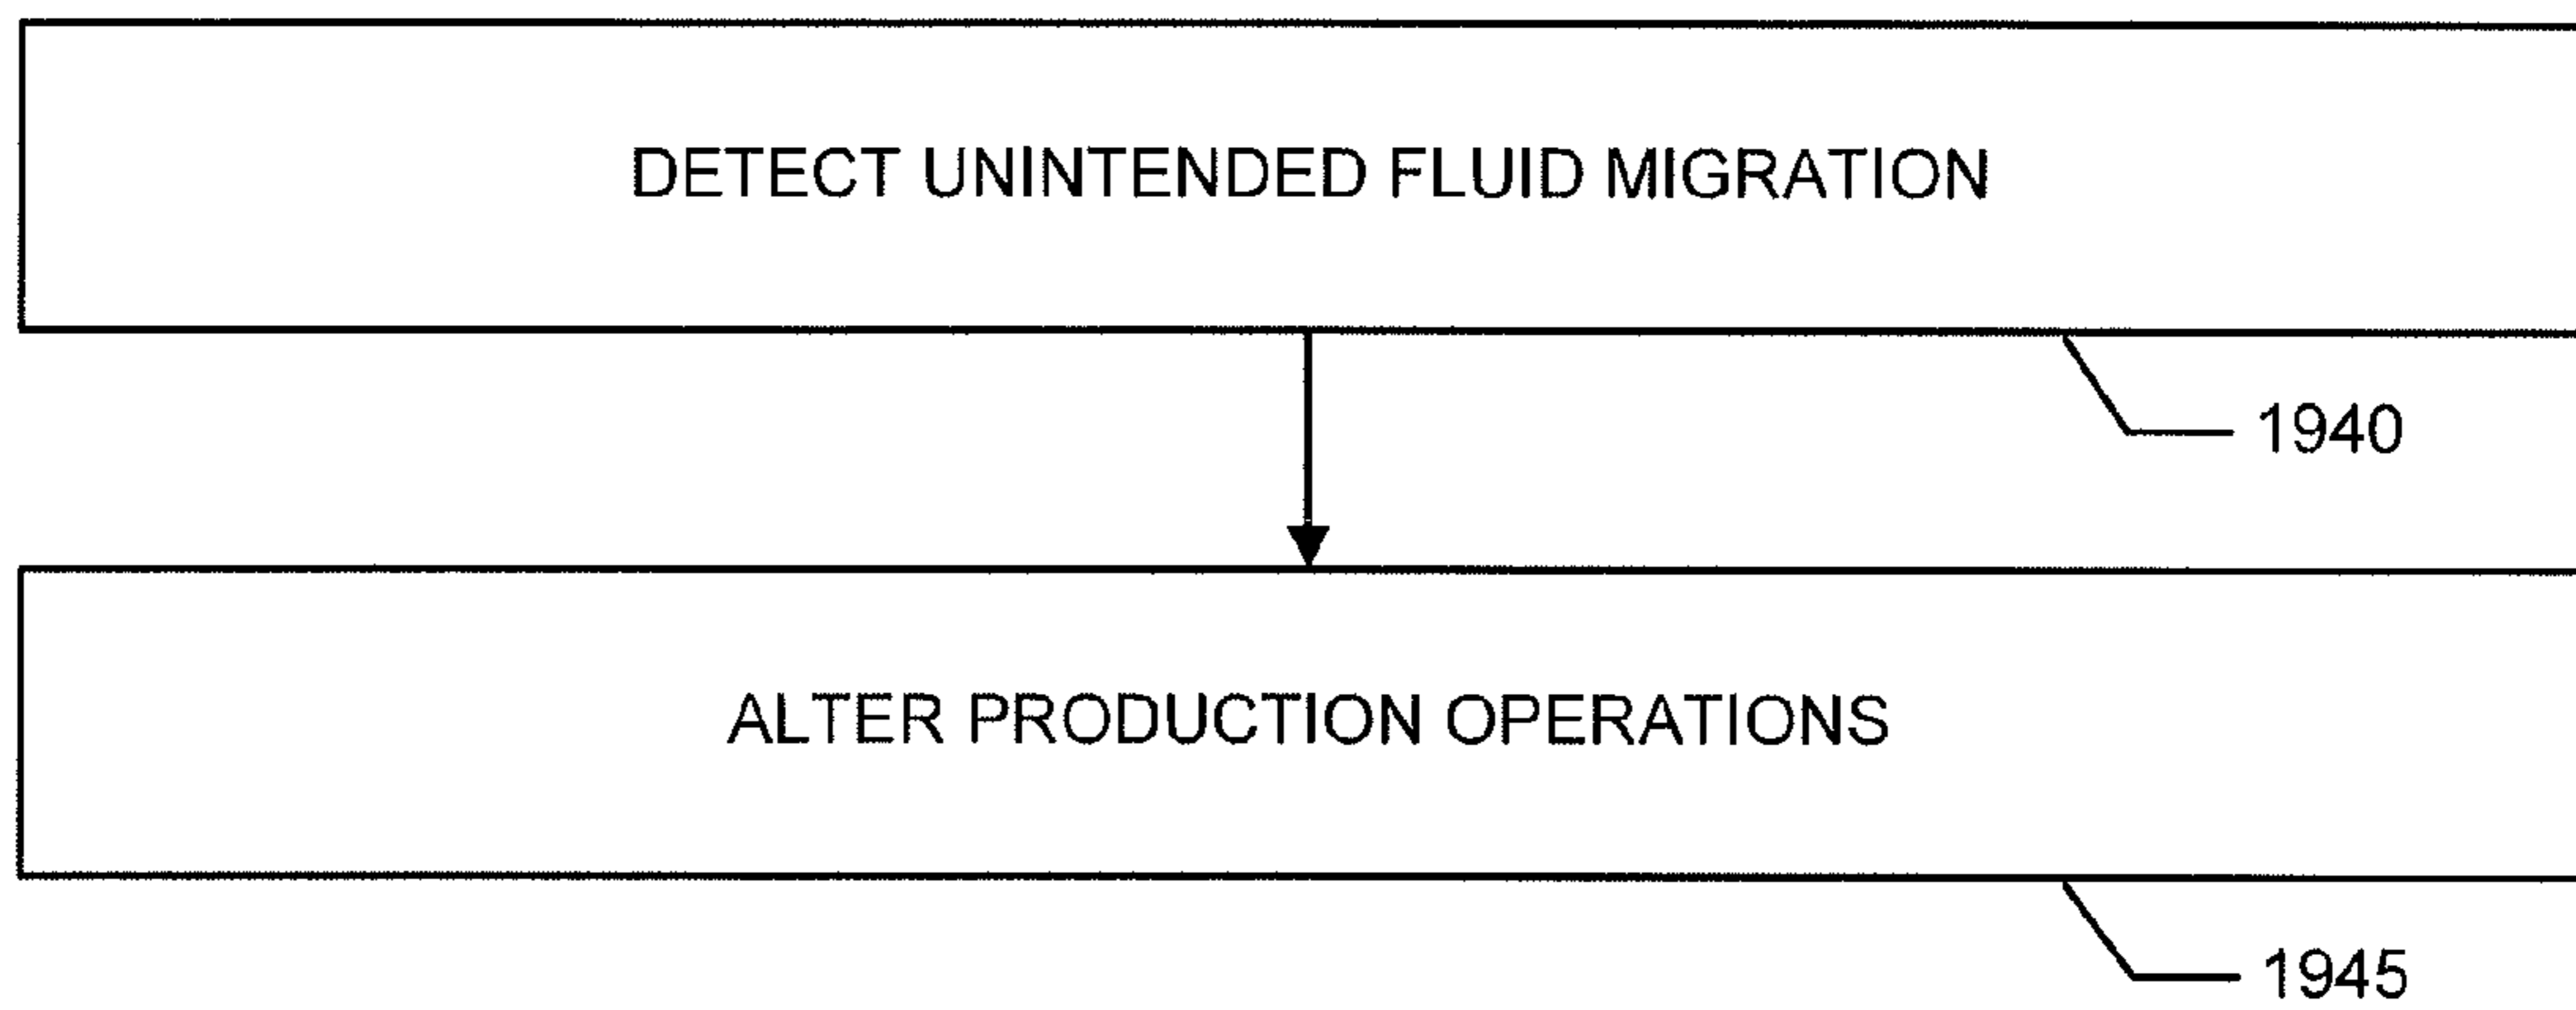 DETECT UNINTENDED FLUID MIGRATION
1940
ALTER PRODUCTION OPERATIONS
1945